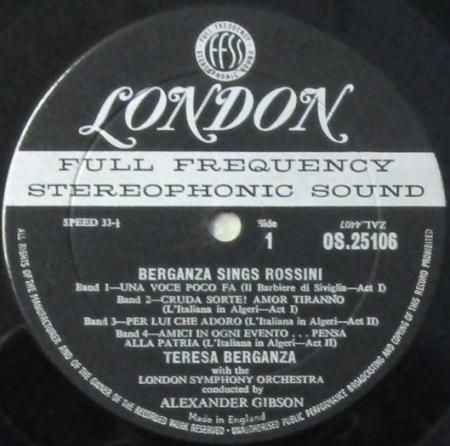 FULL FREQUENCY
ffss
STEREOPHONIC SOUND
LONDON
FULL FREQUENCY
STEREOPHONIC SOUND
SPEED 33-⅓
Side
1
ZAL.4407
OS.25106
BERGANZA SINGS ROSSINI
Band 1—UNA VOCE POCO FA (Il Barbiere di Siviglia—Act I)
Band 2—CRUDA SORTE! AMOR TIRANNO
(L'Italiana in Algeri—Act I)
Band 3—PER LUI CHE ADORO (L'Italiana in Algeri—Act II)
Band 4—AMICI IN OGNI EVENTO . . . PENSA
ALLA PATRIA (L'Italiana in Algeri—Act II)
TERESA BERGANZA
with the
LONDON SYMPHONY ORCHESTRA
conducted by
ALEXANDER GIBSON
Made in England
ALL RIGHTS OF THE MANUFACTURER AND OF THE OWNER OF THE RECORDED WORK RESERVED • UNAUTHORISED PUBLIC PERFORMANCE BROADCASTING AND COPYING OF THIS RECORD PROHIBITED